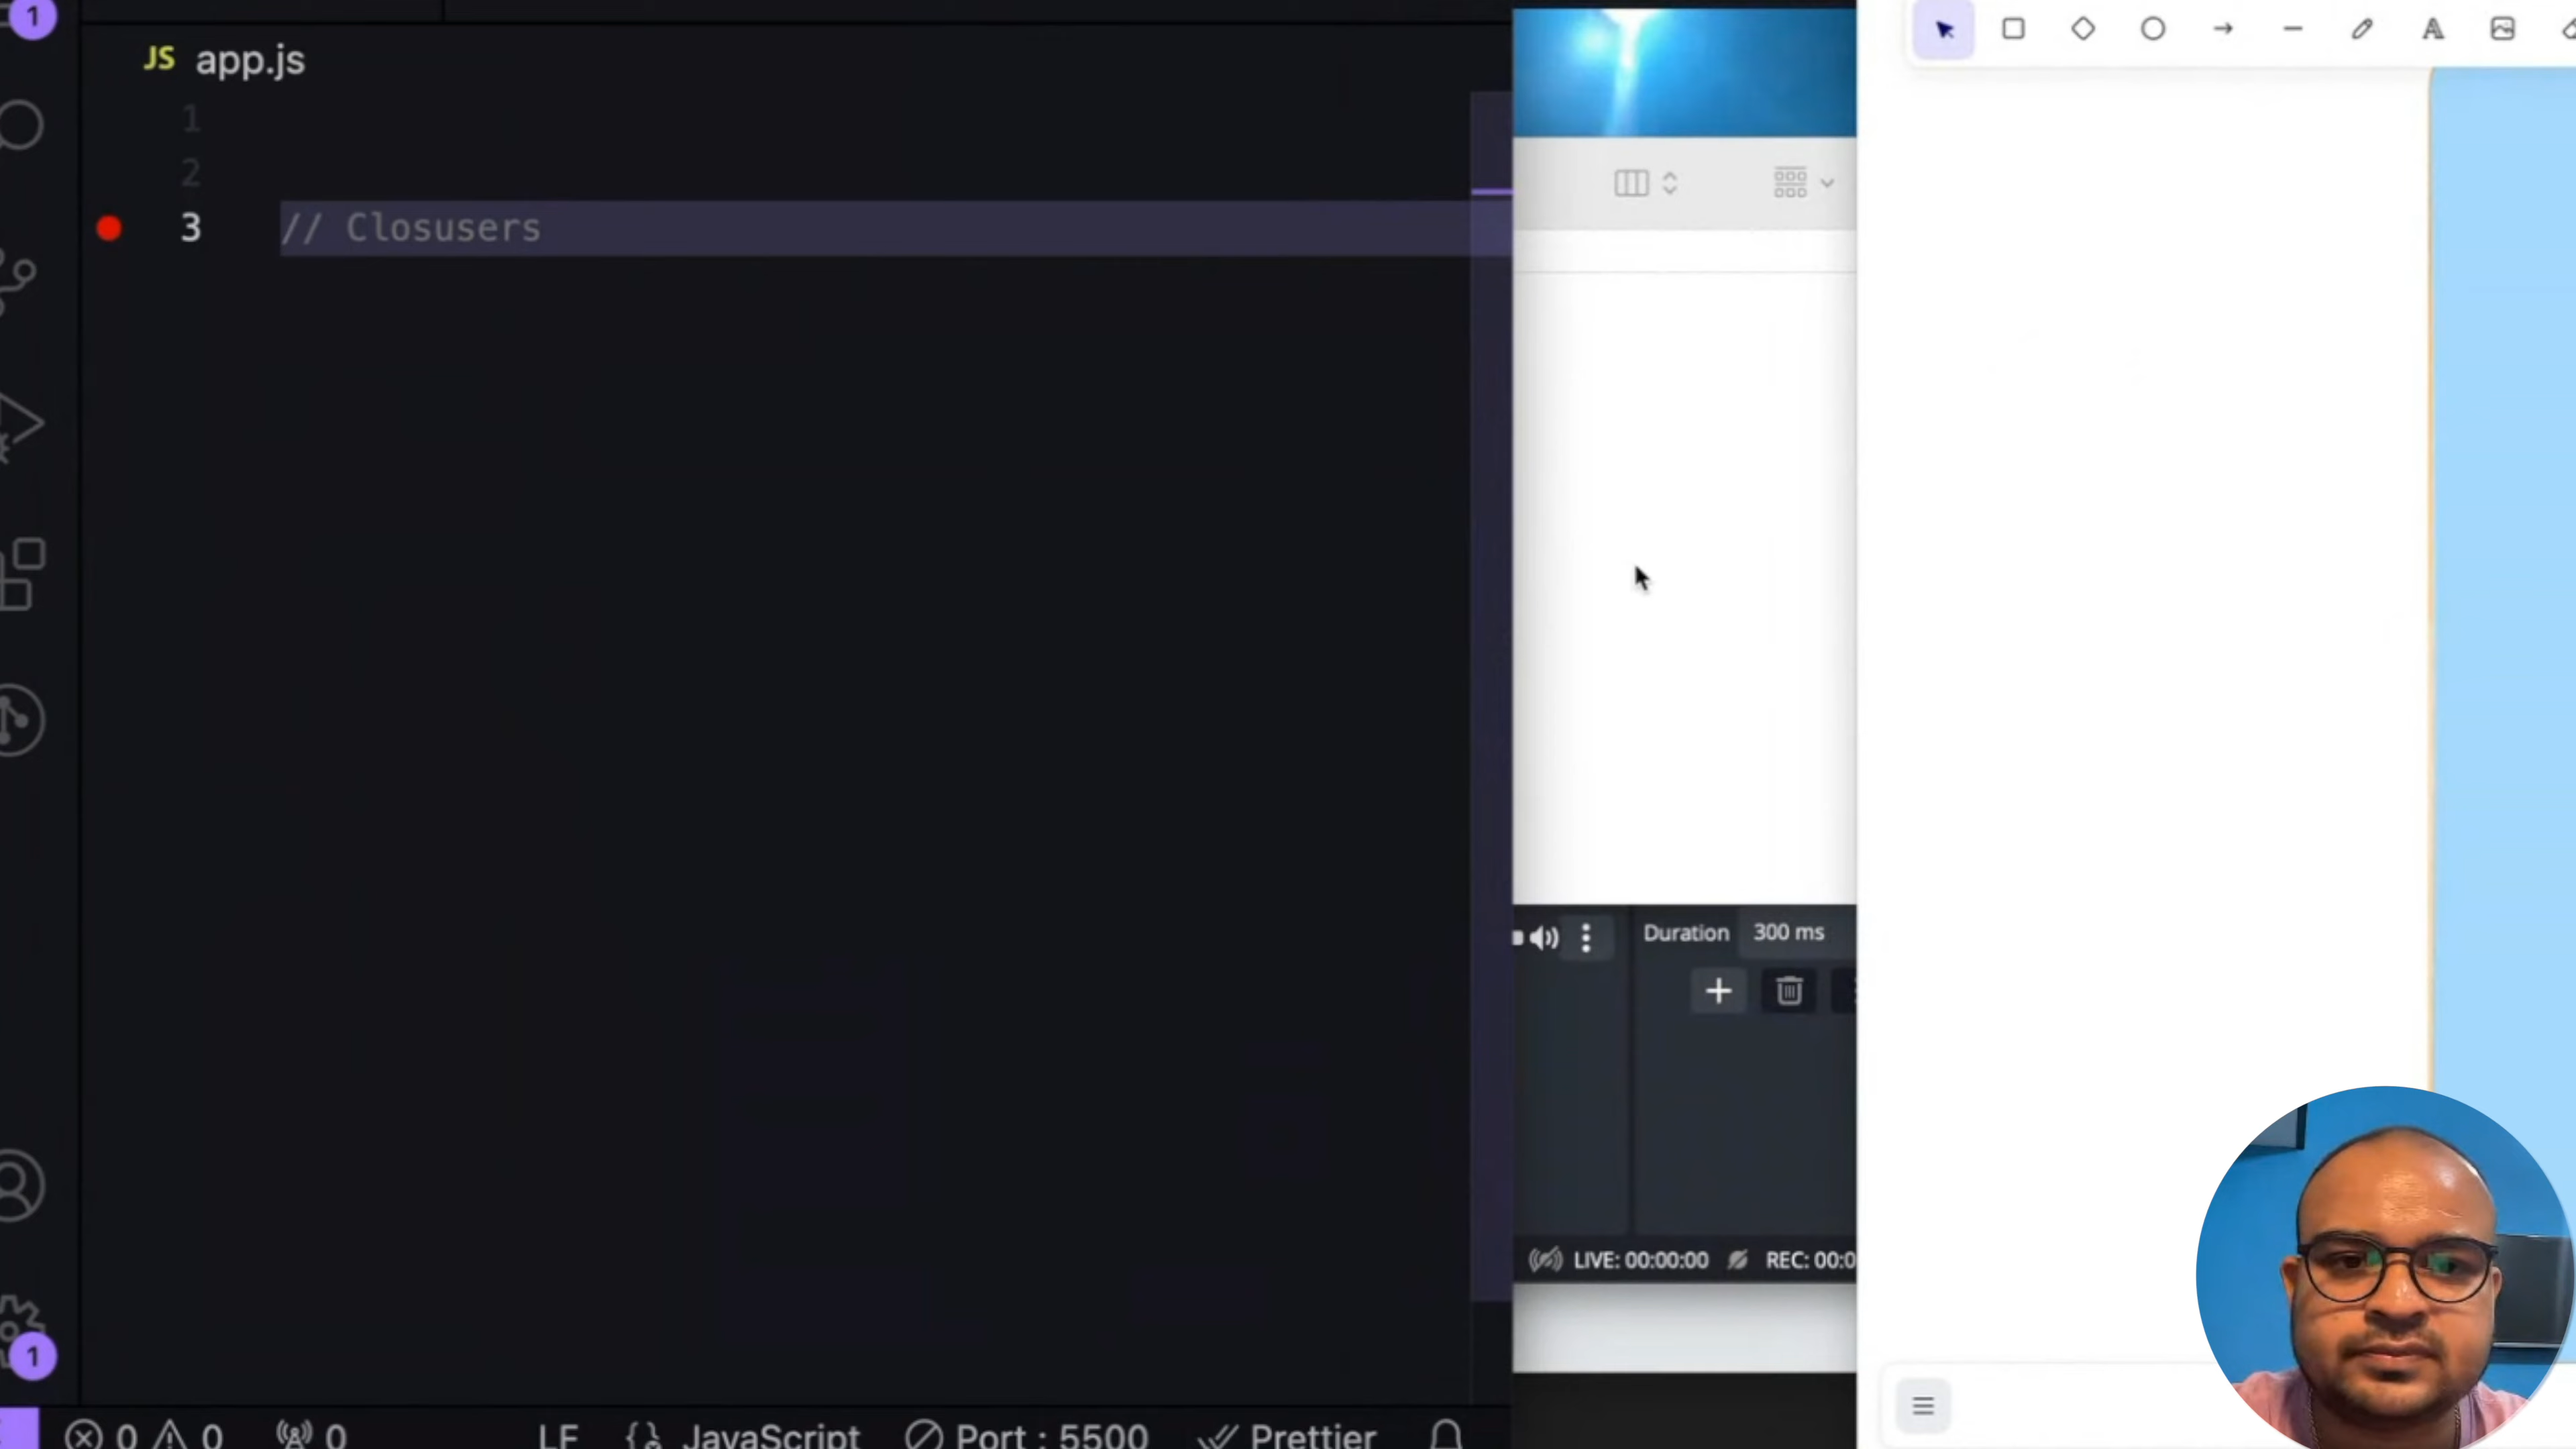 1
JS app.js
1
2
3 // Closusers
Duration 300 ms
LIVE: 00:00:00 REC: 00:0
1
0 0 0 LF JavaScript Port : 5500 Prettier